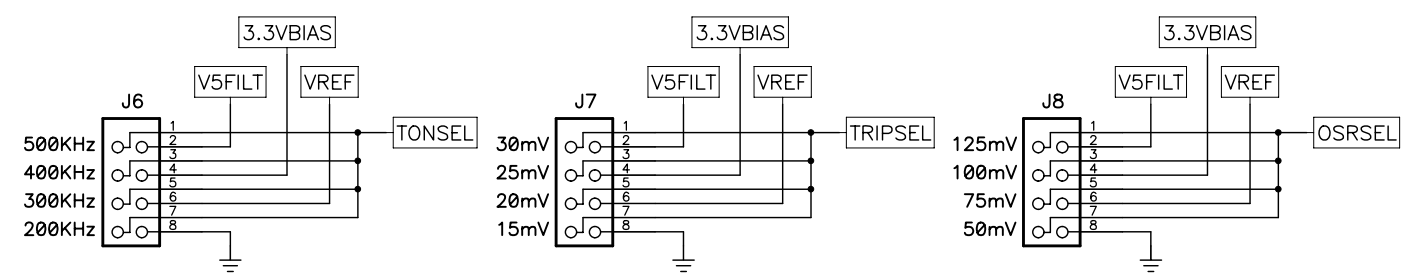 3.3VBIAS
V5FILT
VREF
J6
1
2
3
4
5
6
7
8
500KHz
400KHz
300KHz
200KHz
TONSEL
3.3VBIAS
V5FILT
VREF
J7
1
2
3
4
5
6
7
8
30mV
25mV
20mV
15mV
TRIPSEL
3.3VBIAS
V5FILT
VREF
J8
1
2
3
4
5
6
7
8
125mV
100mV
75mV
50mV
OSRSEL